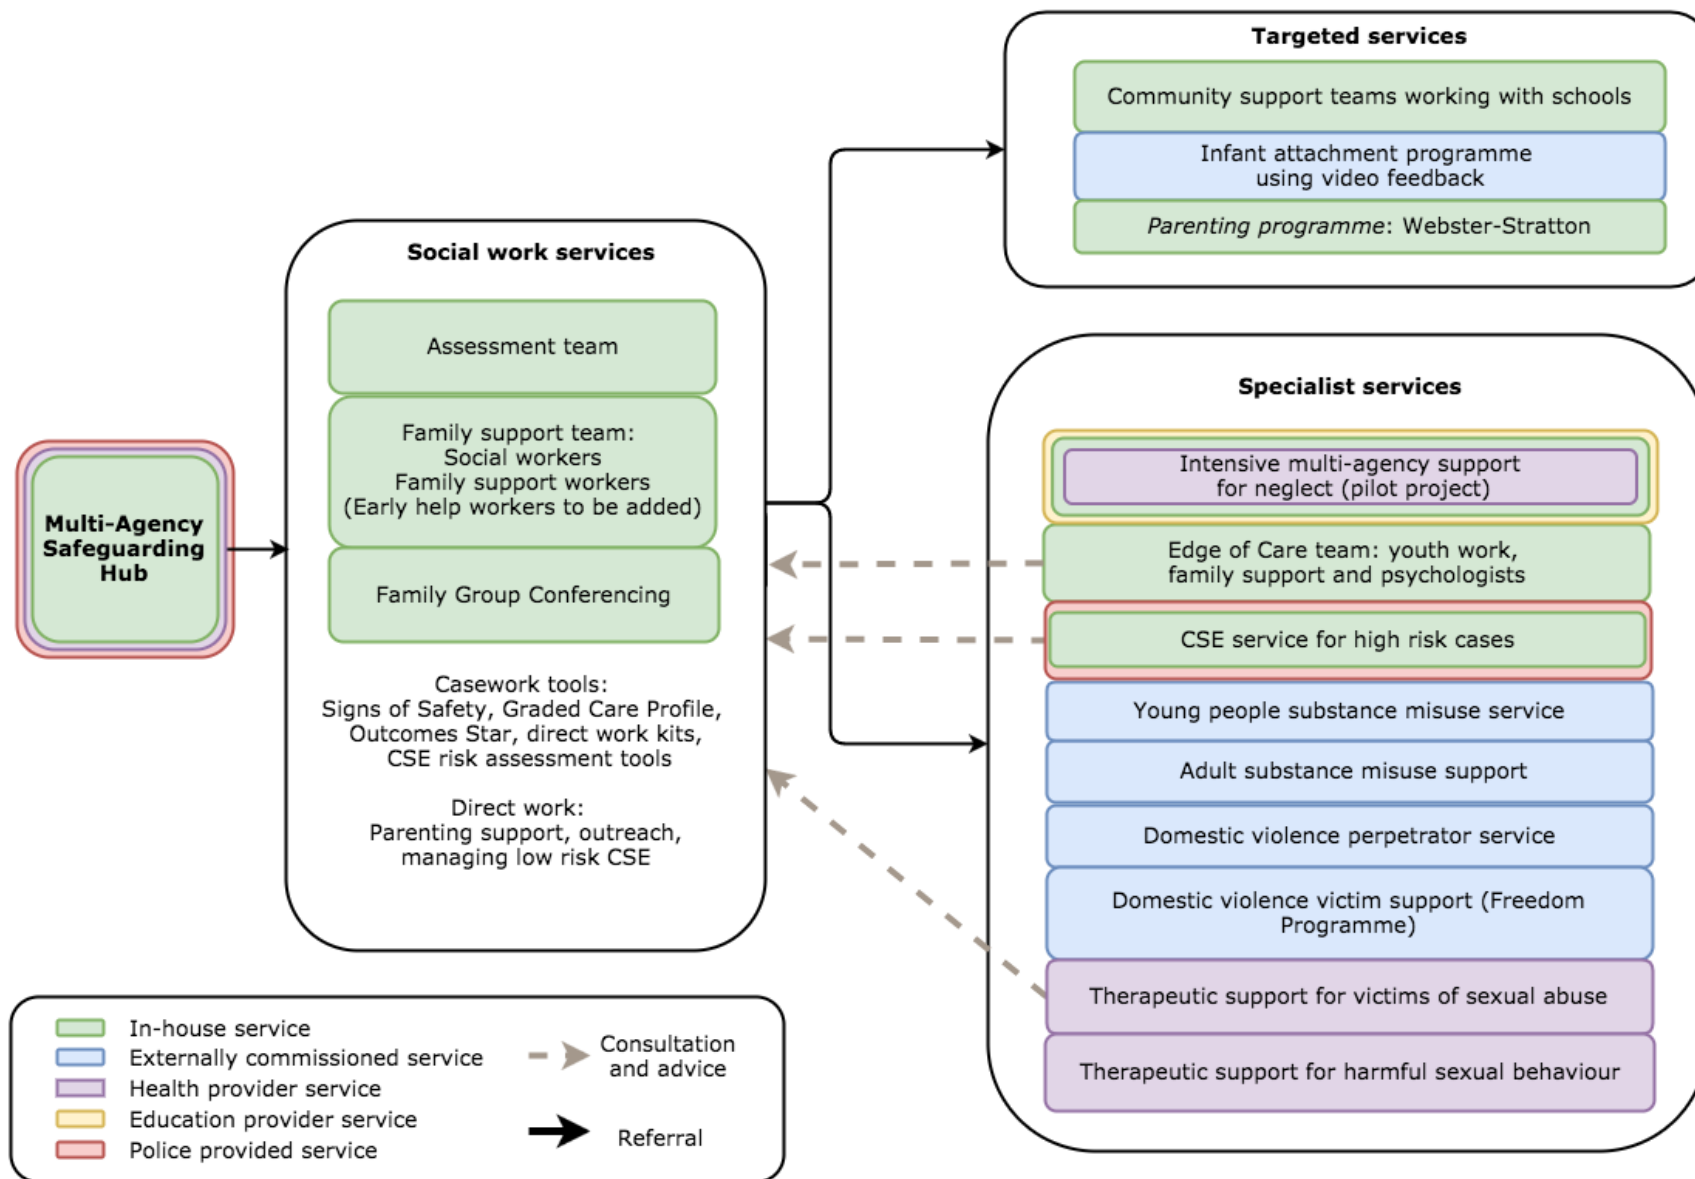 Targeted services
Community support teams working with schools
Infant attachment programme
using video feedback
Parenting programme: Webster-Stratton
Social work services
Assessment team
Family support team:
Social workers
Family support workers
(Early help workers to be added)
Family Group Conferencing
Casework tools:
Signs of Safety, Graded Care Profile,
Outcomes Star, direct work kits,
CSE risk assessment tools
Direct work:
Parenting support, outreach,
managing low risk CSE
Multi-Agency
Safeguarding
Hub
Specialist services
Intensive multi-agency support
for neglect (pilot project)
Edge of Care team: youth work,
family support and psychologists
CSE service for high risk cases
Young people substance misuse service
Adult substance misuse support
Domestic violence perpetrator service
Domestic violence victim support (Freedom
Programme)
Therapeutic support for victims of sexual abuse
Therapeutic support for harmful sexual behaviour
In-house service
Externally commissioned service
Health provider service
Education provider service
Police provided service
Consultation
and advice
Referral